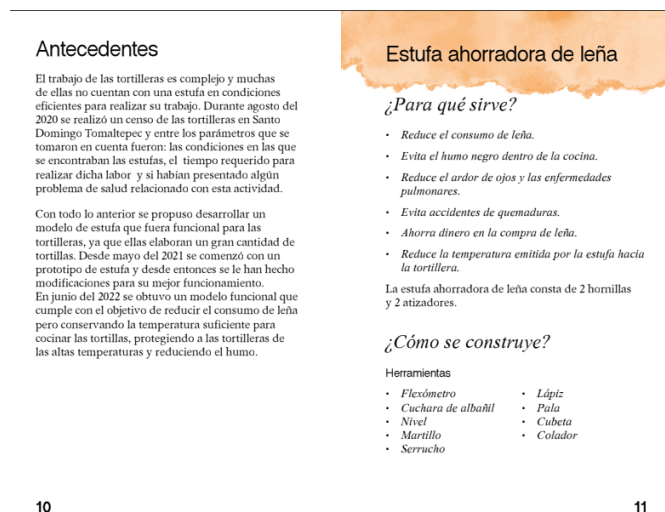 Antecedentes
El trabajo de las tortilleras es complejo y muchas
de ellas no cuentan con una estufa en condiciones
eficientes para realizar su trabajo. Durante agosto del
2020 se realizó un censo de las tortilleras en Santo
Domingo Tomaltepec y entre los parámetros que se
tomaron en cuenta fueron: las condiciones en las que
se encontraban las estufas, el tiempo requerido para
realizar dicha labor y si habían presentado algún
problema de salud relacionado con esta actividad.
Con todo lo anterior se propuso desarrollar un
modelo de estufa que fuera funcional para las
tortilleras, ya que ellas elaboran un gran cantidad de
tortillas. Desde mayo del 2021 se comenzó con un
prototipo de estufa y desde entonces se le han hecho
modificaciones para su mejor funcionamiento.
En junio del 2022 se obtuvo un modelo funcional que
cumple con el objetivo de reducir el consumo de leña
pero conservando la temperatura suficiente para
cocinar las tortillas, protegiendo a las tortilleras de
las altas temperaturas y reduciendo el humo.
10
Estufa ahorradora de leña
¿Para qué sirve?
• Reduce el consumo de leña.
• Evita el humo negro dentro de la cocina.
• Reduce el ardor de ojos y las enfermedades
pulmonares.
• Evita accidentes de quemaduras.
• Ahorra dinero en la compra de leña.
• Reduce la temperatura emitida por la estufa hacia
la tortillera.
La estufa ahorradora de leña consta de 2 hornillas
y 2 atizadores.
¿Cómo se construye?
Herramientas
• Flexómetro
• Cuchara de albañil
• Nivel
• Martillo
• Serrucho
• Lápiz
• Pala
• Cubeta
• Colador
11